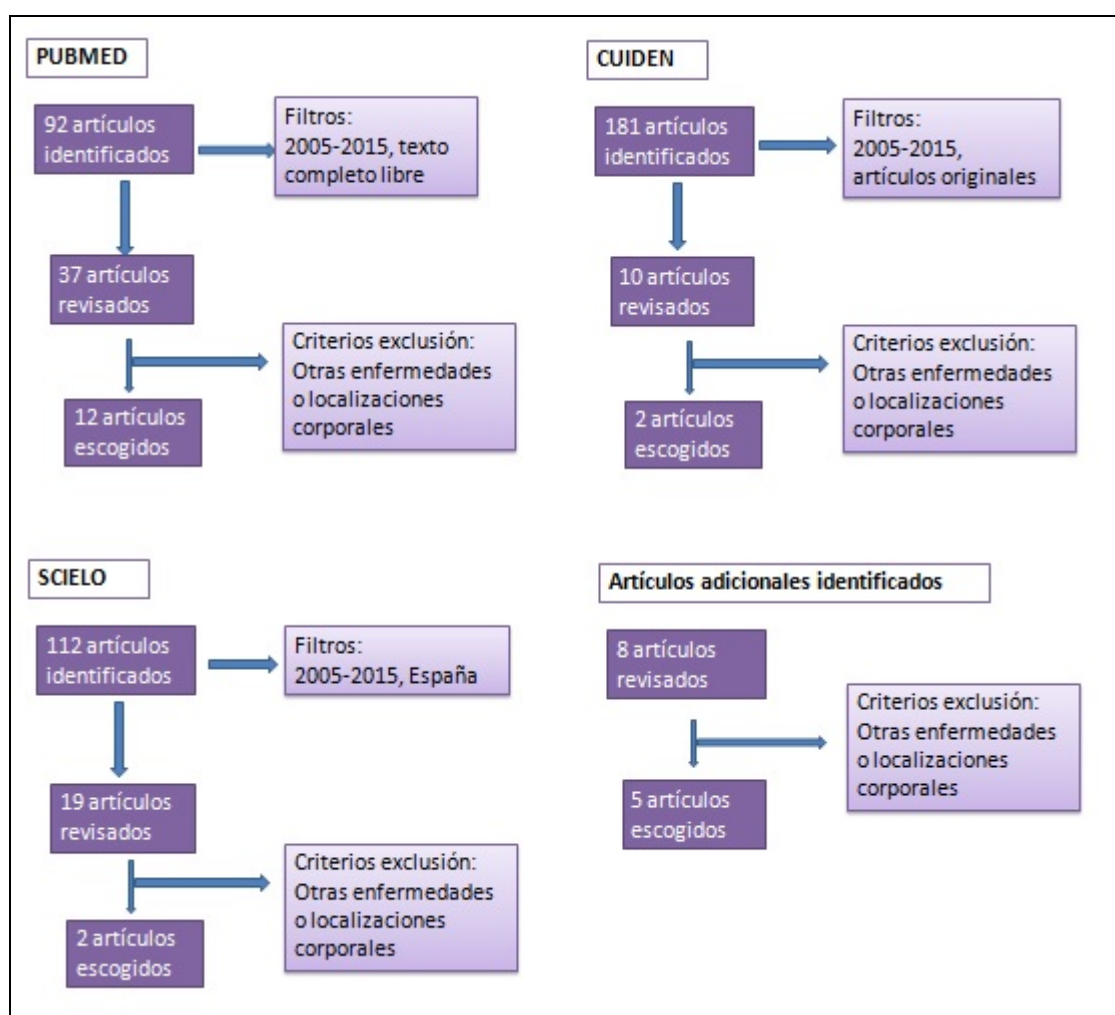 PUBMED
92 artículos
identificados
Filtros:
2005-2015, texto
completo libre
37 artículos
revisados
Criterios exclusión:
Otras enfermedades
o localizaciones
corporales
12 artículos
escogidos
CUIDEN
181 artículos
identificados
Filtros:
2005-2015,
artículos originales
10 artículos
revisados
Criterios exclusión:
Otras enfermedades
o localizaciones
corporales
2 artículos
escogidos
SCIELO
112 artículos
identificados
Filtros:
2005-2015, España
19 artículos
revisados
Criterios exclusión:
Otras enfermedades
o localizaciones
corporales
2 artículos
escogidos
Artículos adicionales identificados
8 artículos
revisados
Criterios exclusión:
Otras enfermedades
o localizaciones
corporales
5 artículos
escogidos